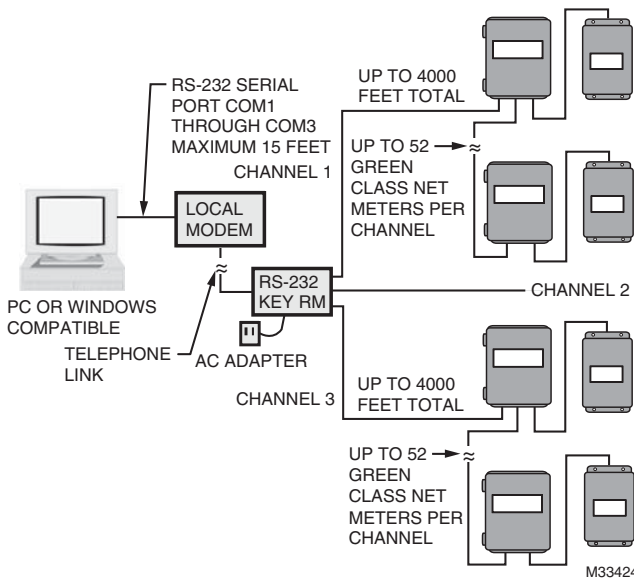 RS-232 SERIAL
PORT COM1
THROUGH COM3
MAXIMUM 15 FEET
CHANNEL 1
UP TO 4000
FEET TOTAL
UP TO 52
GREEN
CLASS NET
METERS PER
CHANNEL
LOCAL
MODEM
RS-232
KEY RM
CHANNEL 2
PC OR WINDOWS
COMPATIBLE
TELEPHONE
LINK
AC ADAPTER
CHANNEL 3
UP TO 4000
FEET TOTAL
UP TO 52
GREEN
CLASS NET
METERS PER
CHANNEL
M33424